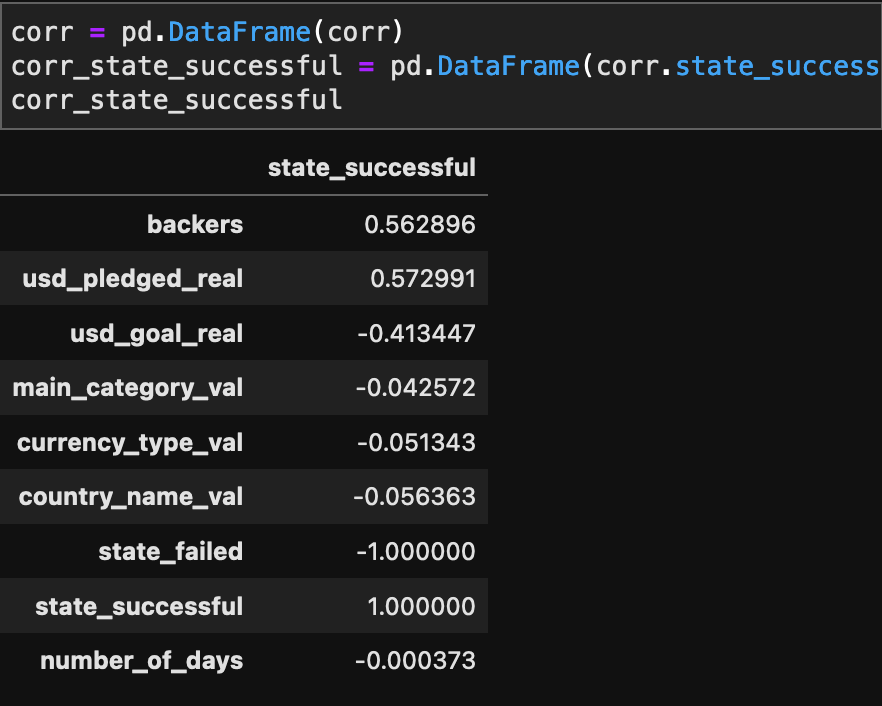 corr = pd.DataFrame(corr)
corr_state_successful = pd.DataFrame(corr.state_success
corr_state_successful
state_successful
backers 0.562896
usd_pledged_real 0.572991
usd_goal_real -0.413447
main_category_val -0.042572
currency_type_val -0.051343
country_name_val -0.056363
state_failed -1.000000
state_successful 1.000000
number_of_days -0.000373